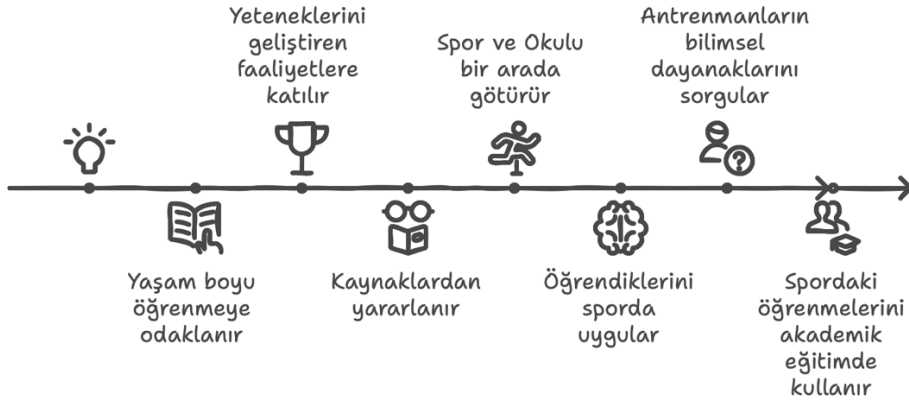 Yeteneklerini
geliştiren
faaliyetlere
katılır
Spor ve Okulu
bir arada
götürür
Antrenmanların
bilimsel
dayanaklarını
sorgular
Yaşam boyu
öğrenmeye
odaklanır
Kaynaklardan
yararlanır
Öğrendiklerini
sporda
uygular
Spordaki
öğrenmelerini
akademik
eğitimde
kullanır